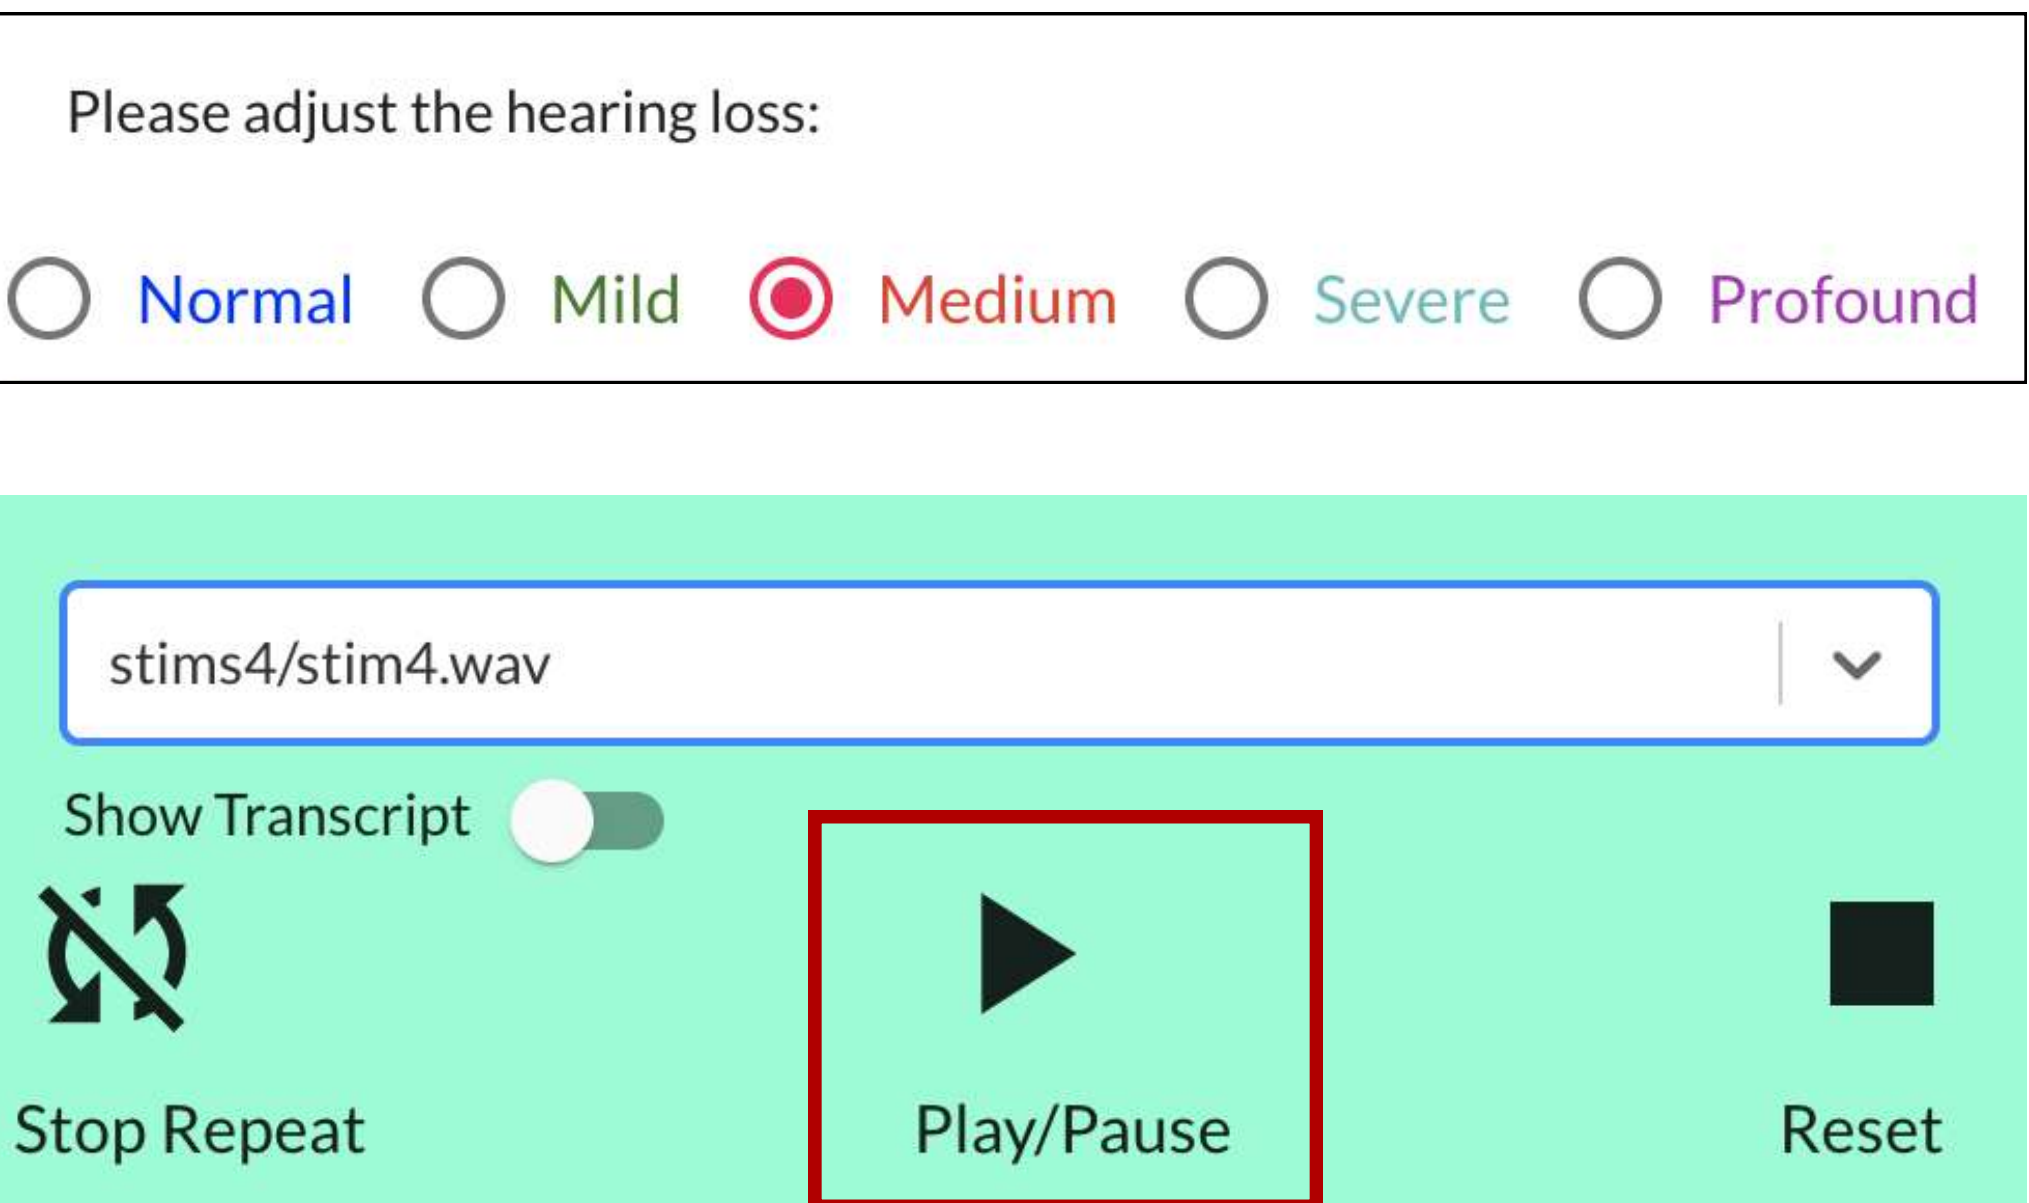 Please adjust the hearing loss:
Normal Mild Medium Severe Profound
stims4/stim4.wav
Show Transcript
Stop Repeat Play/Pause Reset